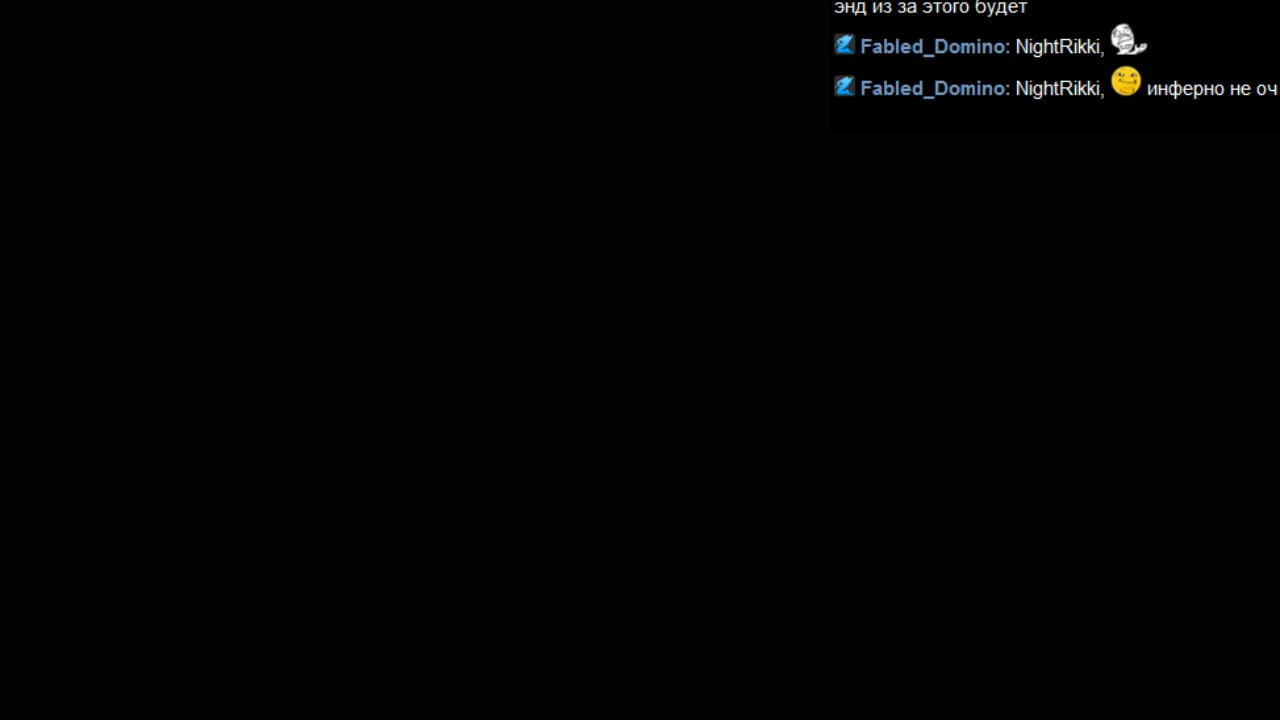 энд из за этого будет
Fabled_Domino: NightRikki,
Fabled_Domino: NightRikki, инферно не оч